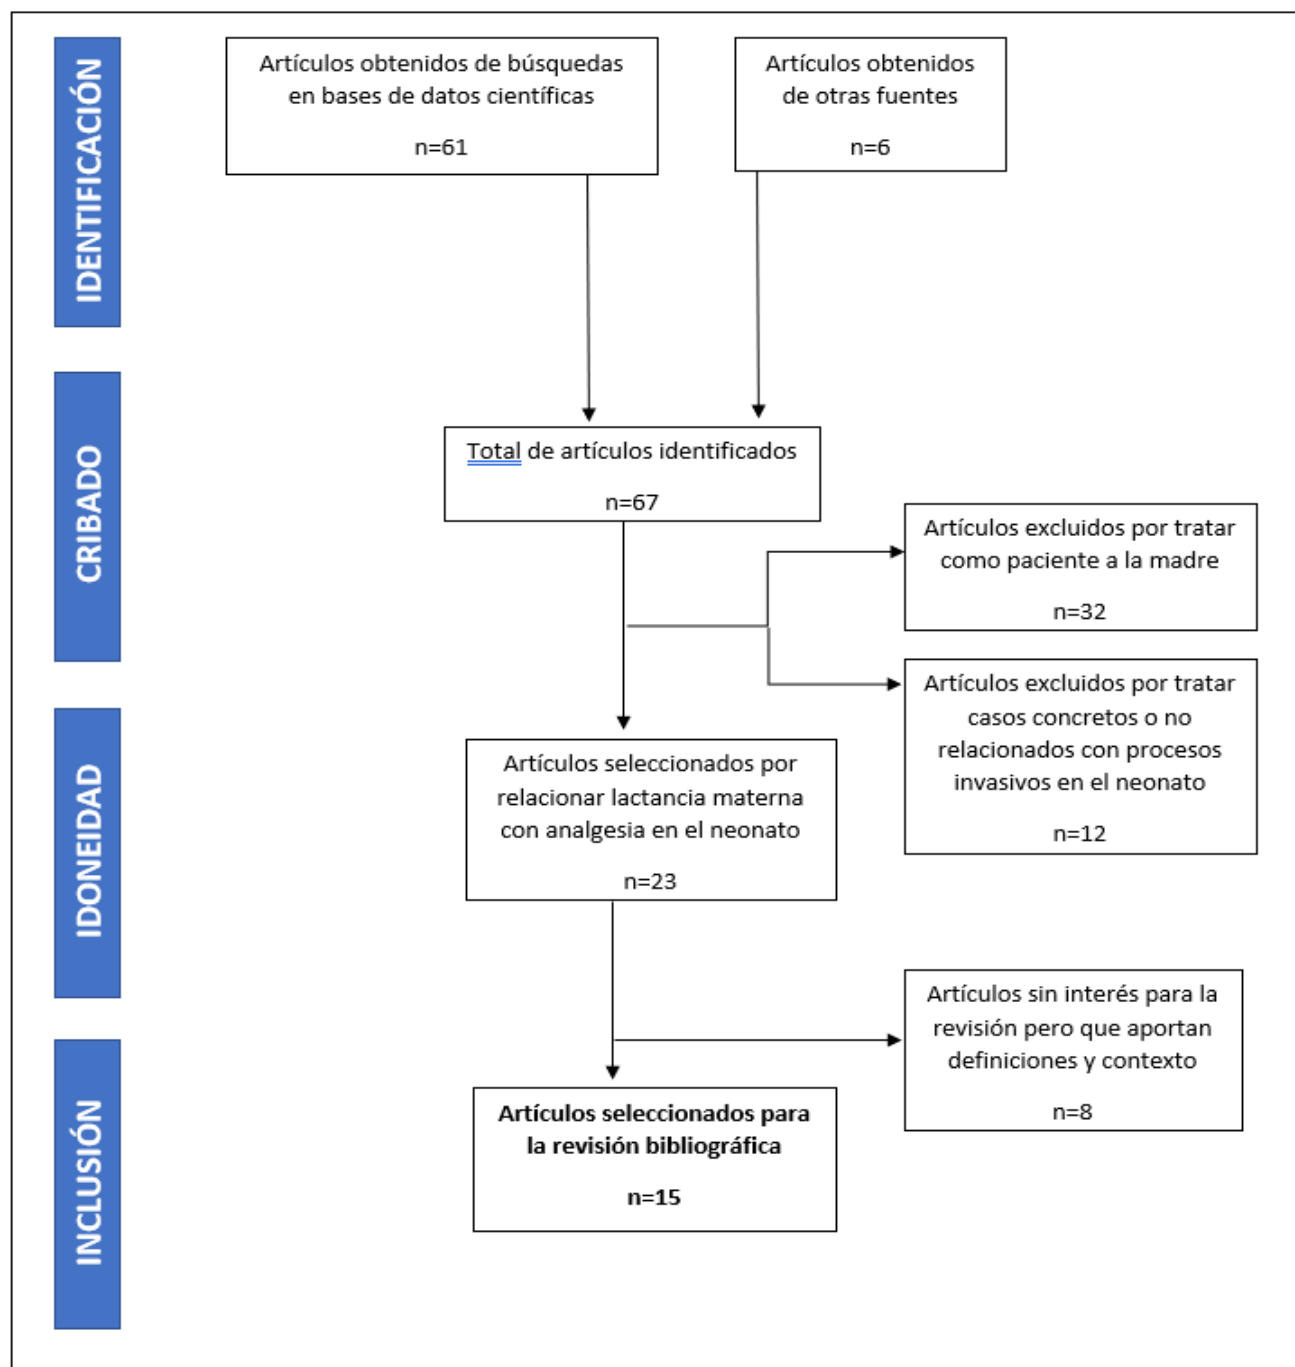 IDENTIFICACIÓN
Artículos obtenidos de búsquedas
en bases de datos científicas
n=61
Artículos obtenidos
de otras fuentes
n=6
CRIBADO
Total de artículos identificados
n=67
Artículos excluidos por tratar
como paciente a la madre
n=32
Artículos excluidos por tratar
casos concretos o no
relacionados con procesos
invasivos en el neonato
n=12
IDONEIDAD
Artículos seleccionados por
relacionar lactancia materna
con analgesia en el neonato
n=23
Artículos sin interés para la
revisión pero que aportan
definiciones y contexto
n=8
INCLUSIÓN
Artículos seleccionados para
la revisión bibliográfica
n=15